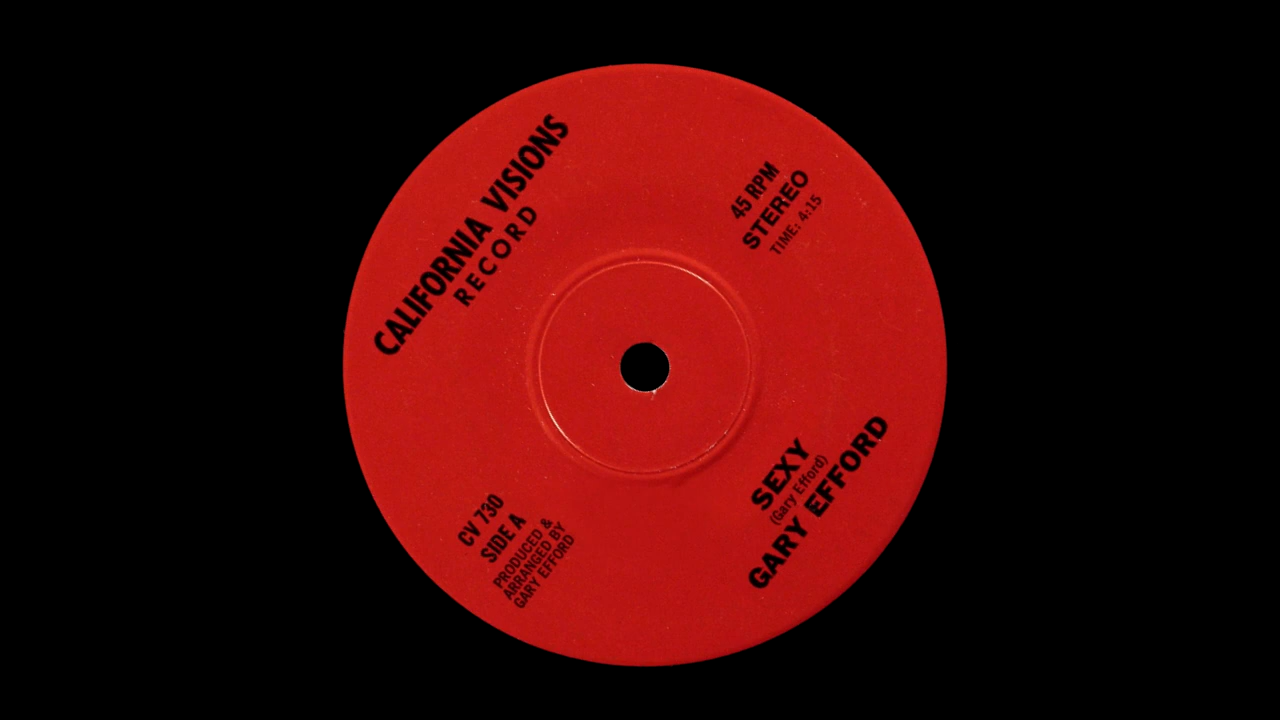 CALIFORNIA VISIONS
RECORD
45 RPM
STEREO
TIME: 4:15
CV 730
SIDE A
PRODUCED &
ARRANGED BY
GARY EFFORD
SEXY
(Gary Efford)
GARY EFFORD